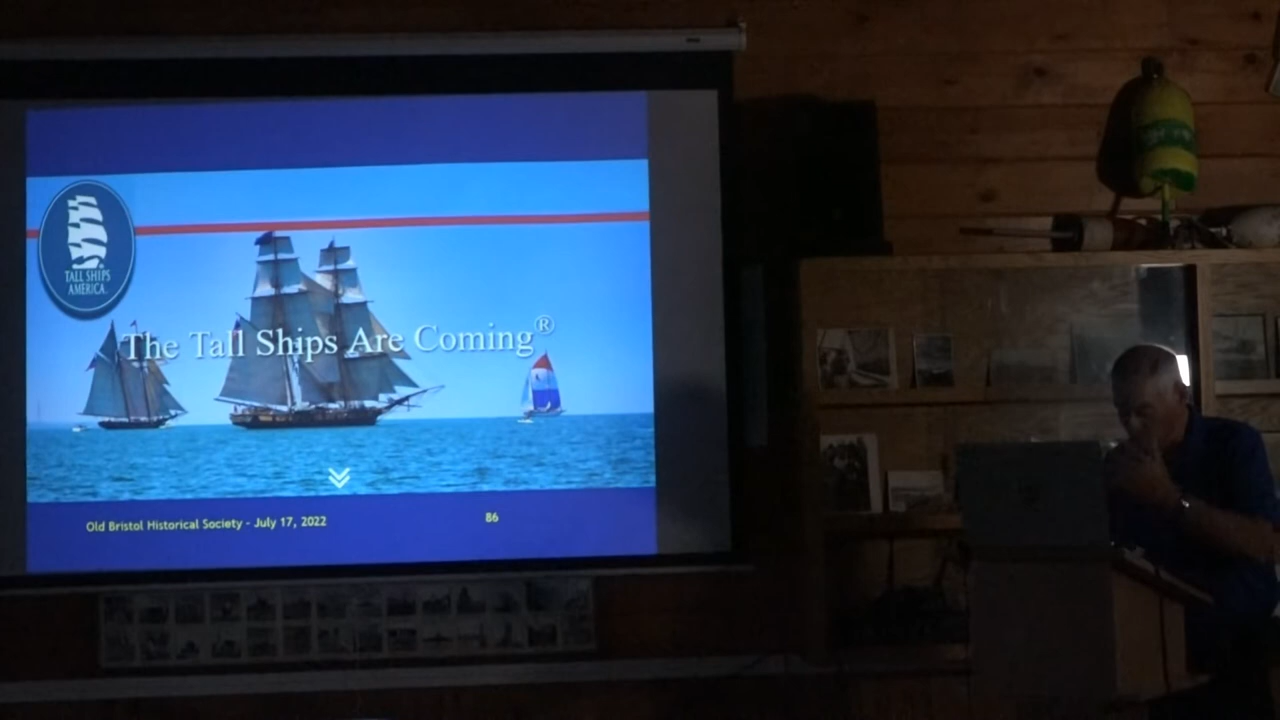 TALL SHIPS
AMERICA.
The Tall Ships Are Coming®
Old Bristol Historical Society - July 17, 2022
86